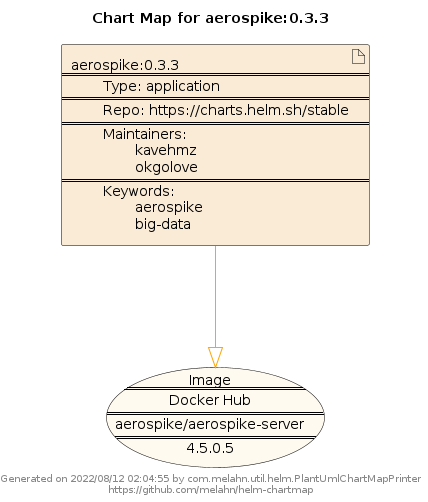 Chart Map for aerospike:0.3.3
aerospike:0.3.3
Type: application
Repo: https://charts.helm.sh/stable
Maintainers:
kavehmz
okgolove
Keywords:
aerospike
big-data
Image
Docker Hub
aerospike/aerospike-server
4.5.0.5
Generated on 2022/08/12 02:04:55 by com.melahn.util.helm.PlantUmlChartMapPrinter
https://github.com/melahn/helm-chartmap